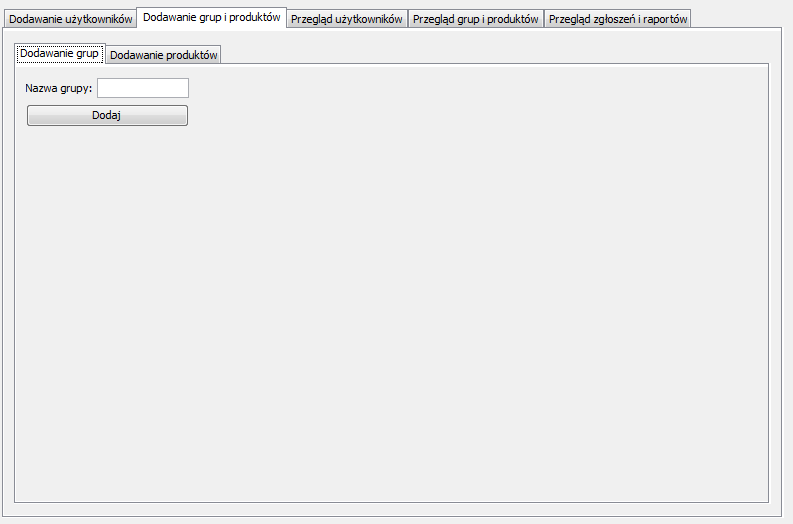 Dodawanie użytkowników Dodawanie grup i produktów Przegląd użytkowników Przegląd grup i produktów Przegląd zgłoszeń i raportów
Dodawanie grup Dodawanie produktów
Nazwa grupy:
Dodaj